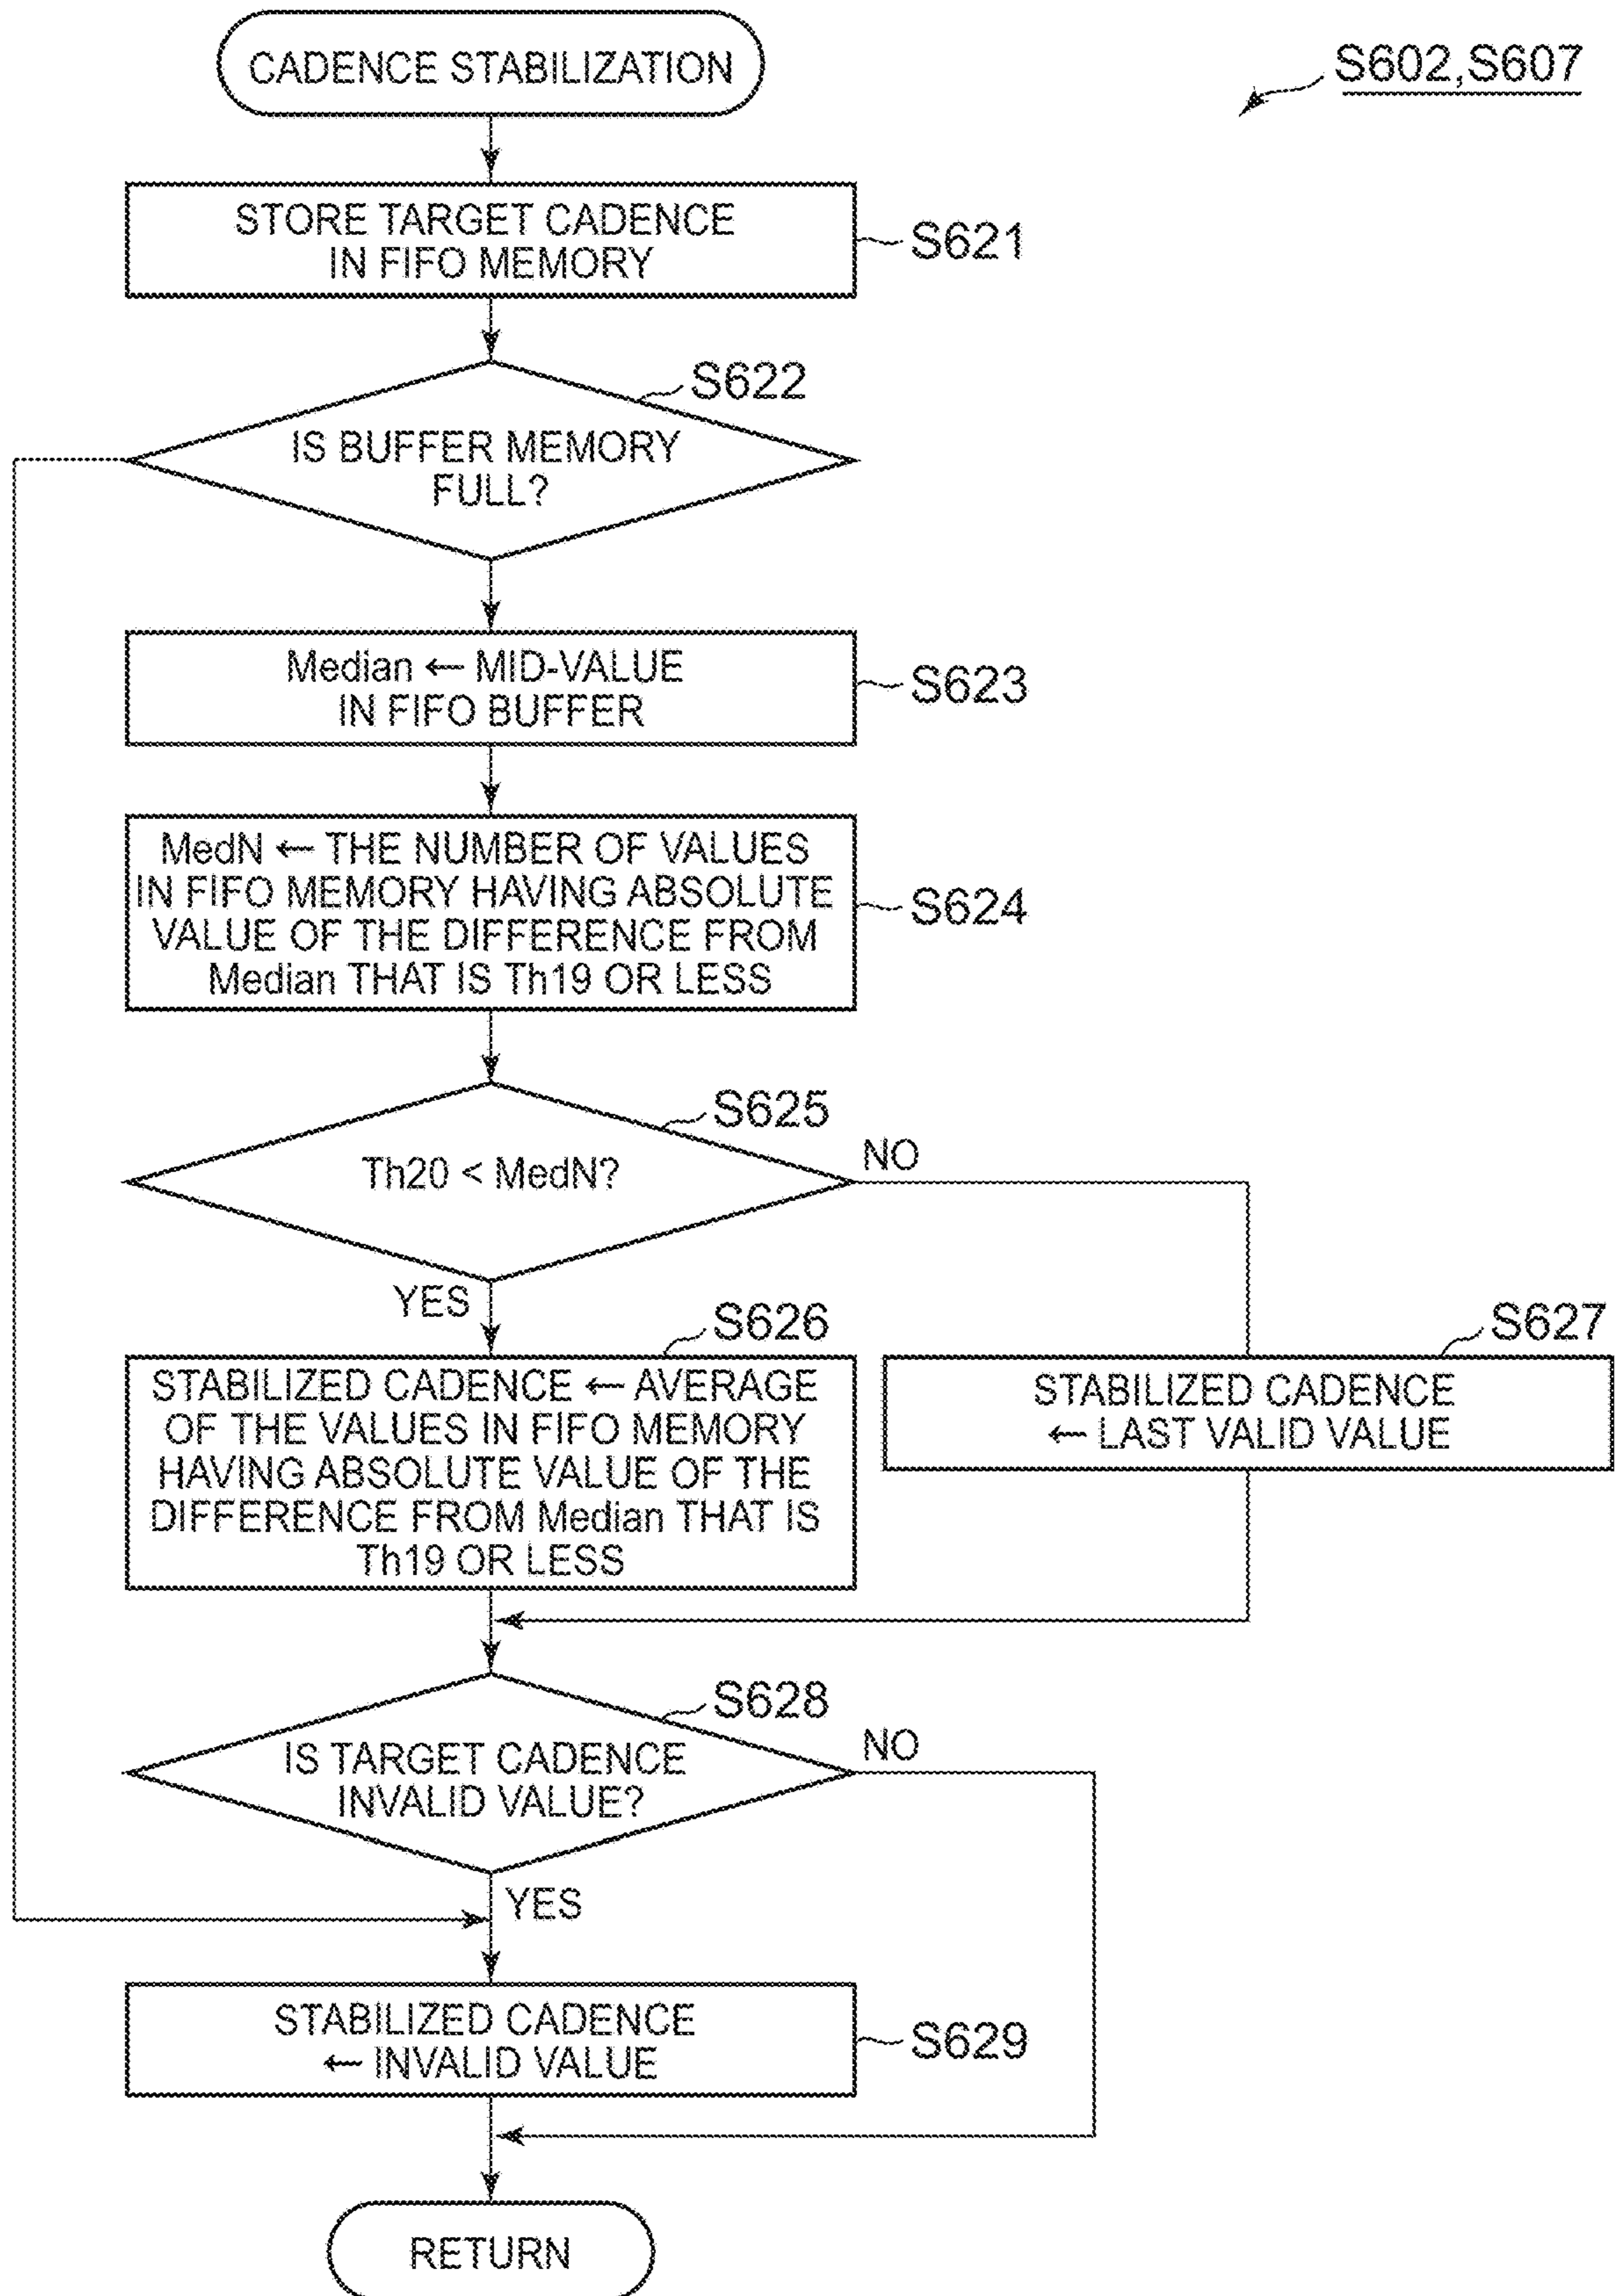 CADENCE STABILIZATION
S602,S607
STORE TARGET CADENCE
IN FIFO MEMORY
S621
S622
IS BUFFER MEMORY
FULL?
Median ← MID-VALUE
IN FIFO BUFFER
S623
MedN ← THE NUMBER OF VALUES
IN FIFO MEMORY HAVING ABSOLUTE
VALUE OF THE DIFFERENCE FROM
Median THAT IS Th19 OR LESS
S624
S625
Th20 < MedN?
NO
YES
S626
S627
STABILIZED CADENCE ← AVERAGE
OF THE VALUES IN FIFO MEMORY
HAVING ABSOLUTE VALUE OF THE
DIFFERENCE FROM Median THAT IS
Th19 OR LESS
STABILIZED CADENCE
← LAST VALID VALUE
S628
IS TARGET CADENCE
INVALID VALUE?
NO
YES
STABILIZED CADENCE
← INVALID VALUE
S629
RETURN